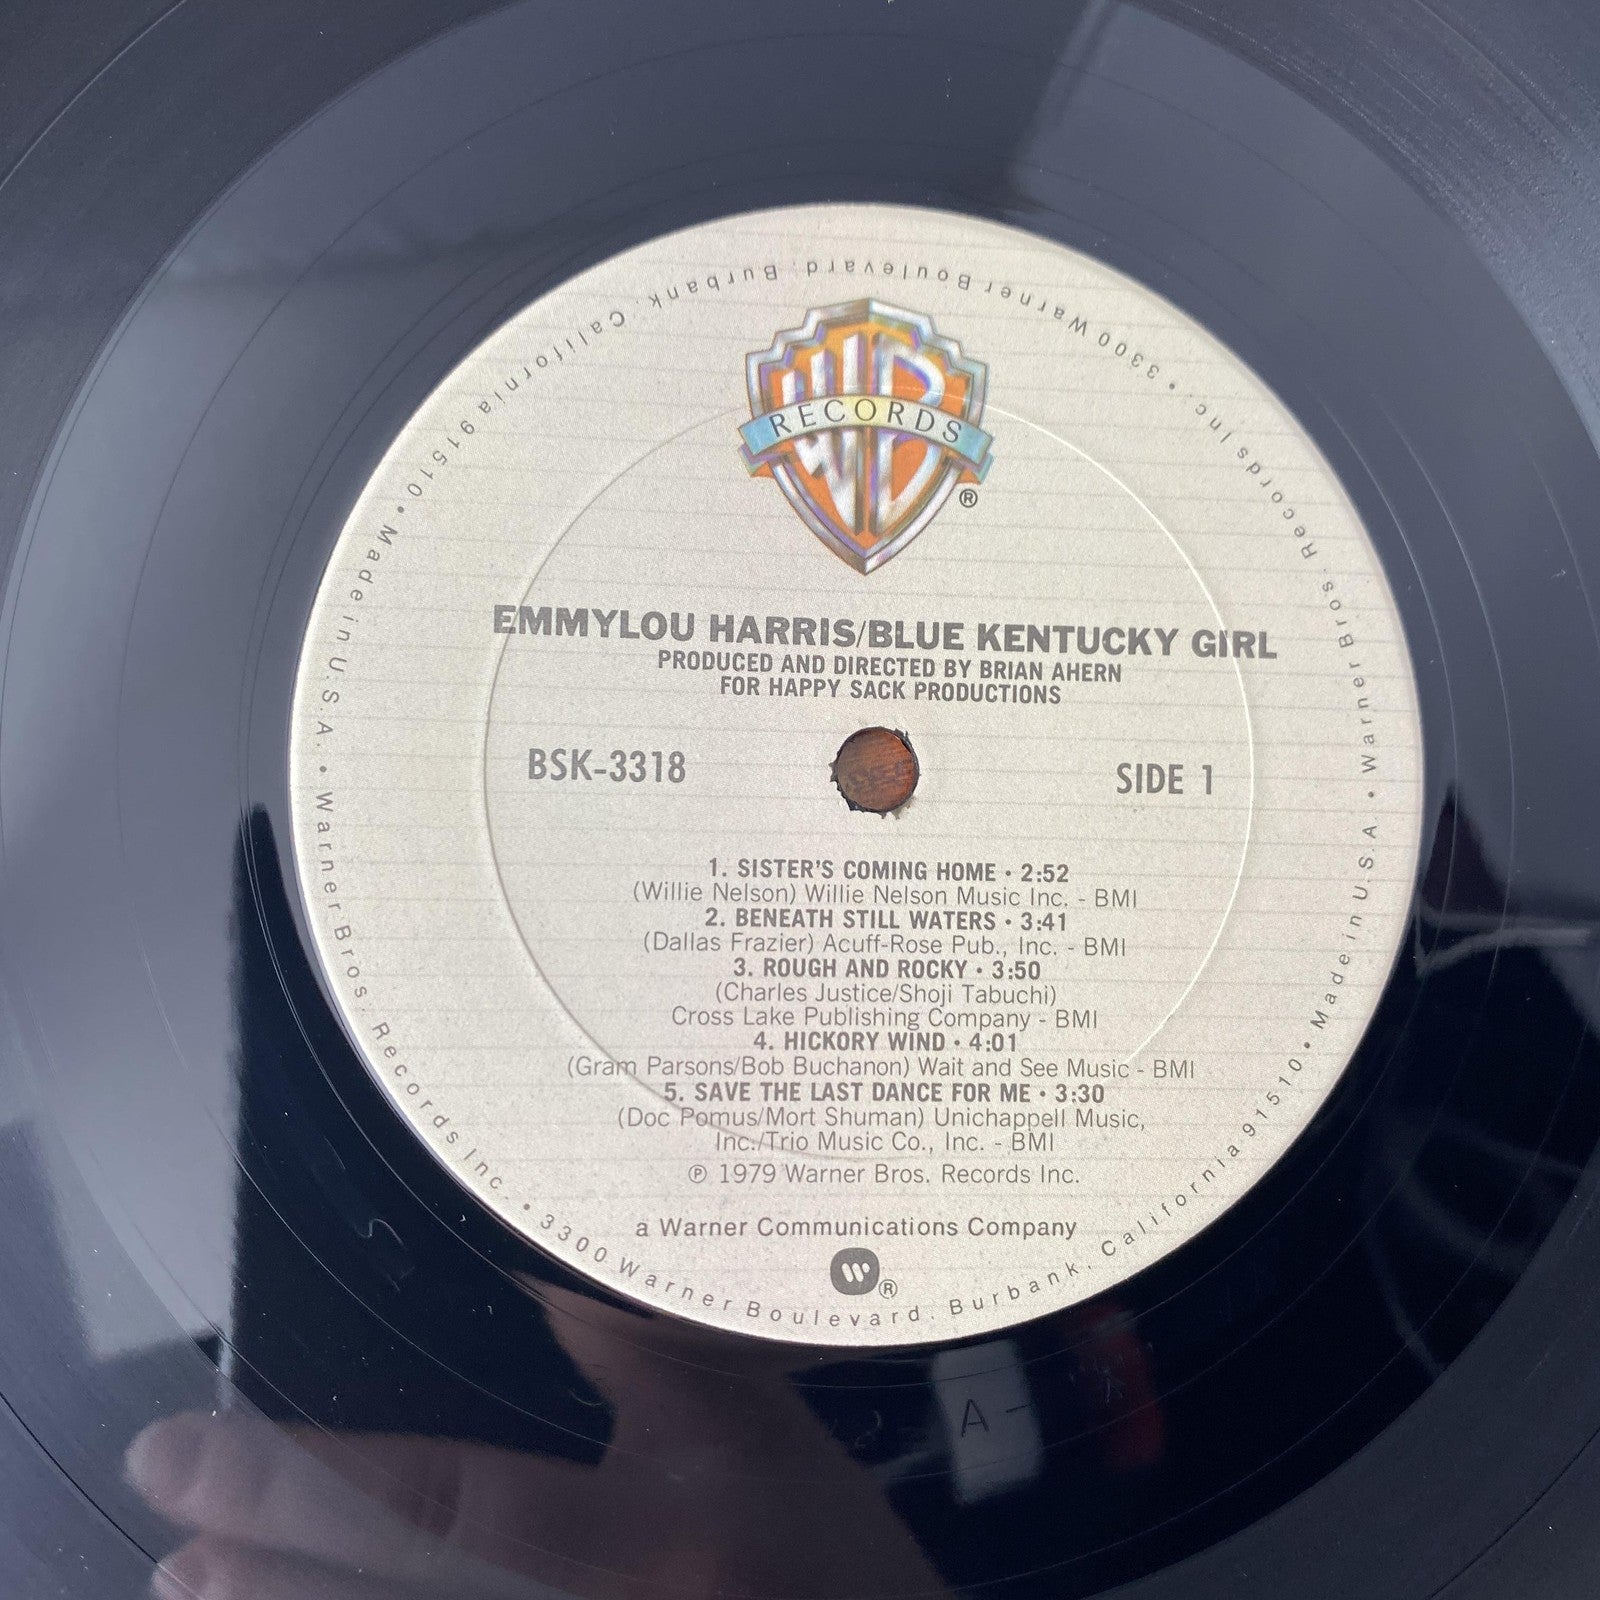 WB
RECORDS
®
EMMYLOU HARRIS/BLUE KENTUCKY GIRL
PRODUCED AND DIRECTED BY BRIAN AHERN
FOR HAPPY SACK PRODUCTIONS
BSK-3318
SIDE 1
1. SISTER'S COMING HOME • 2:52
(Willie Nelson) Willie Nelson Music Inc. - BMI
2. BENEATH STILL WATERS • 3:41
(Dallas Frazier) Acuff-Rose Pub., Inc. - BMI
3. ROUGH AND ROCKY • 3:50
(Charles Justice/Shoji Tabuchi)
Cross Lake Publishing Company - BMI
4. HICKORY WIND • 4:01
(Gram Parsons/Bob Buchanon) Wait and See Music - BMI
5. SAVE THE LAST DANCE FOR ME • 3:30
(Doc Pomus/Mort Shuman) Unichappell Music,
Inc./Trio Music Co., Inc. - BMI
℗ 1979 Warner Bros. Records Inc.
a Warner Communications Company
W ®
Warner Bros. Records Inc. • 3300 Warner Boulevard. Burbank, California 91510 • Made in U.S.A. • Warner Bros. Records Inc. • 3300 Warner Boulevard. Burbank, California 91510 • Made in U.S.A. •
A -